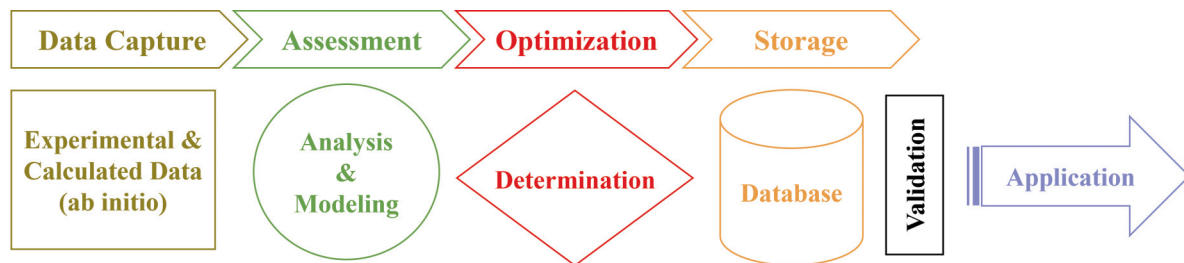 Data Capture
Assessment
Optimization
Storage
Experimental &
Calculated Data
(ab initio)
Analysis
&
Modeling
Determination
Database
Validation
Application